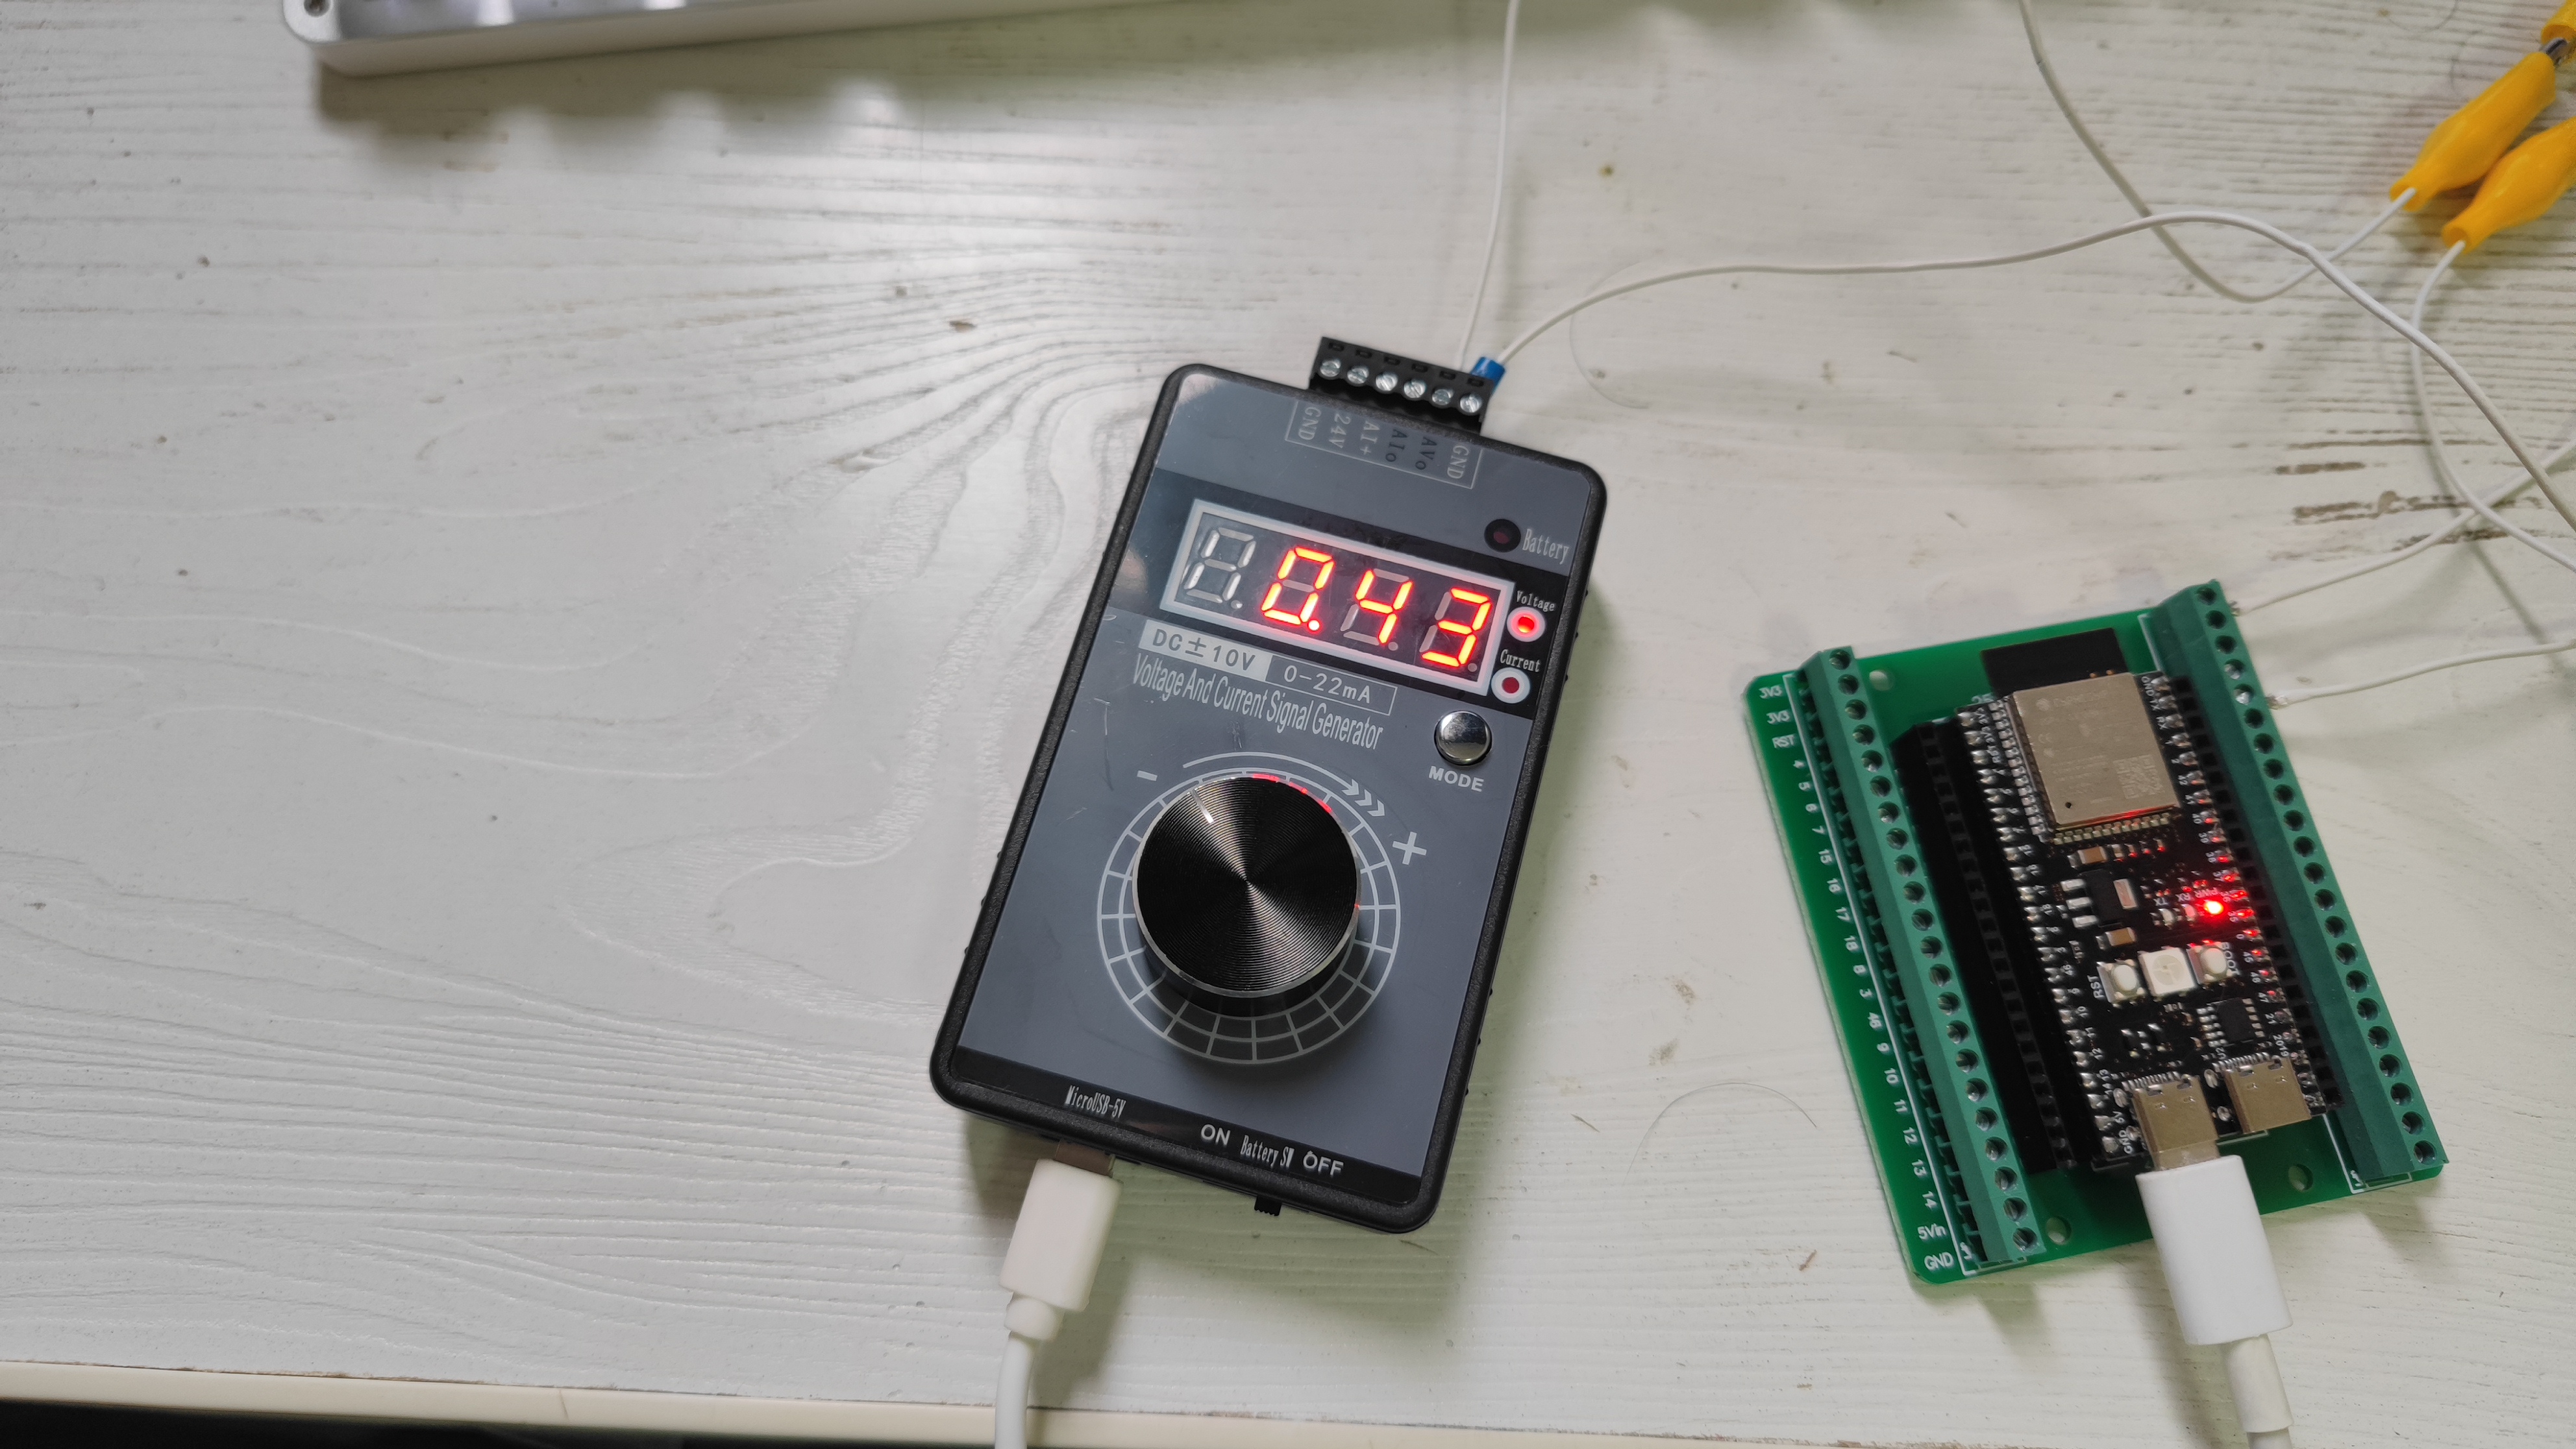 GND
24V
AI+
AIo
AVo
GND
Battery
0.43
Voltage
Current
DC±10V 0-22mA
Voltage And Current Signal Generator
MODE
-
+
MicroUSB-5V
ON Battery SW OFF
3V3
3V3
RST
4
5
6
7
15
16
17
18
8
3
46
9
10
11
12
13
14
5Vin
GND
RST